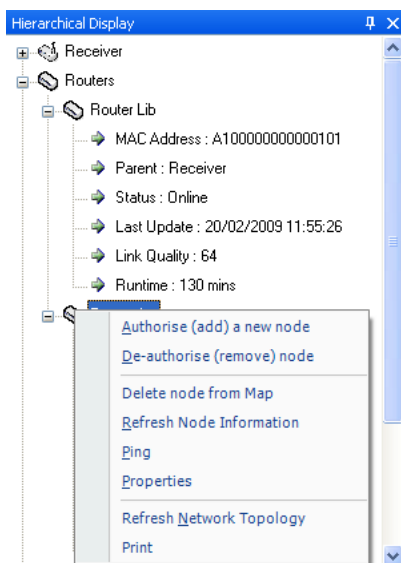 Hierarchical Display
Receiver
Routers
Router Lib
MAC Address : A100000000000101
Parent : Receiver
Status : Online
Last Update : 20/02/2009 11:55:26
Link Quality : 64
Runtime : 130 mins
Authorise (add) a new node
De-authorise (remove) node
Delete node from Map
Refresh Node Information
Ping
Properties
Refresh Network Topology
Print